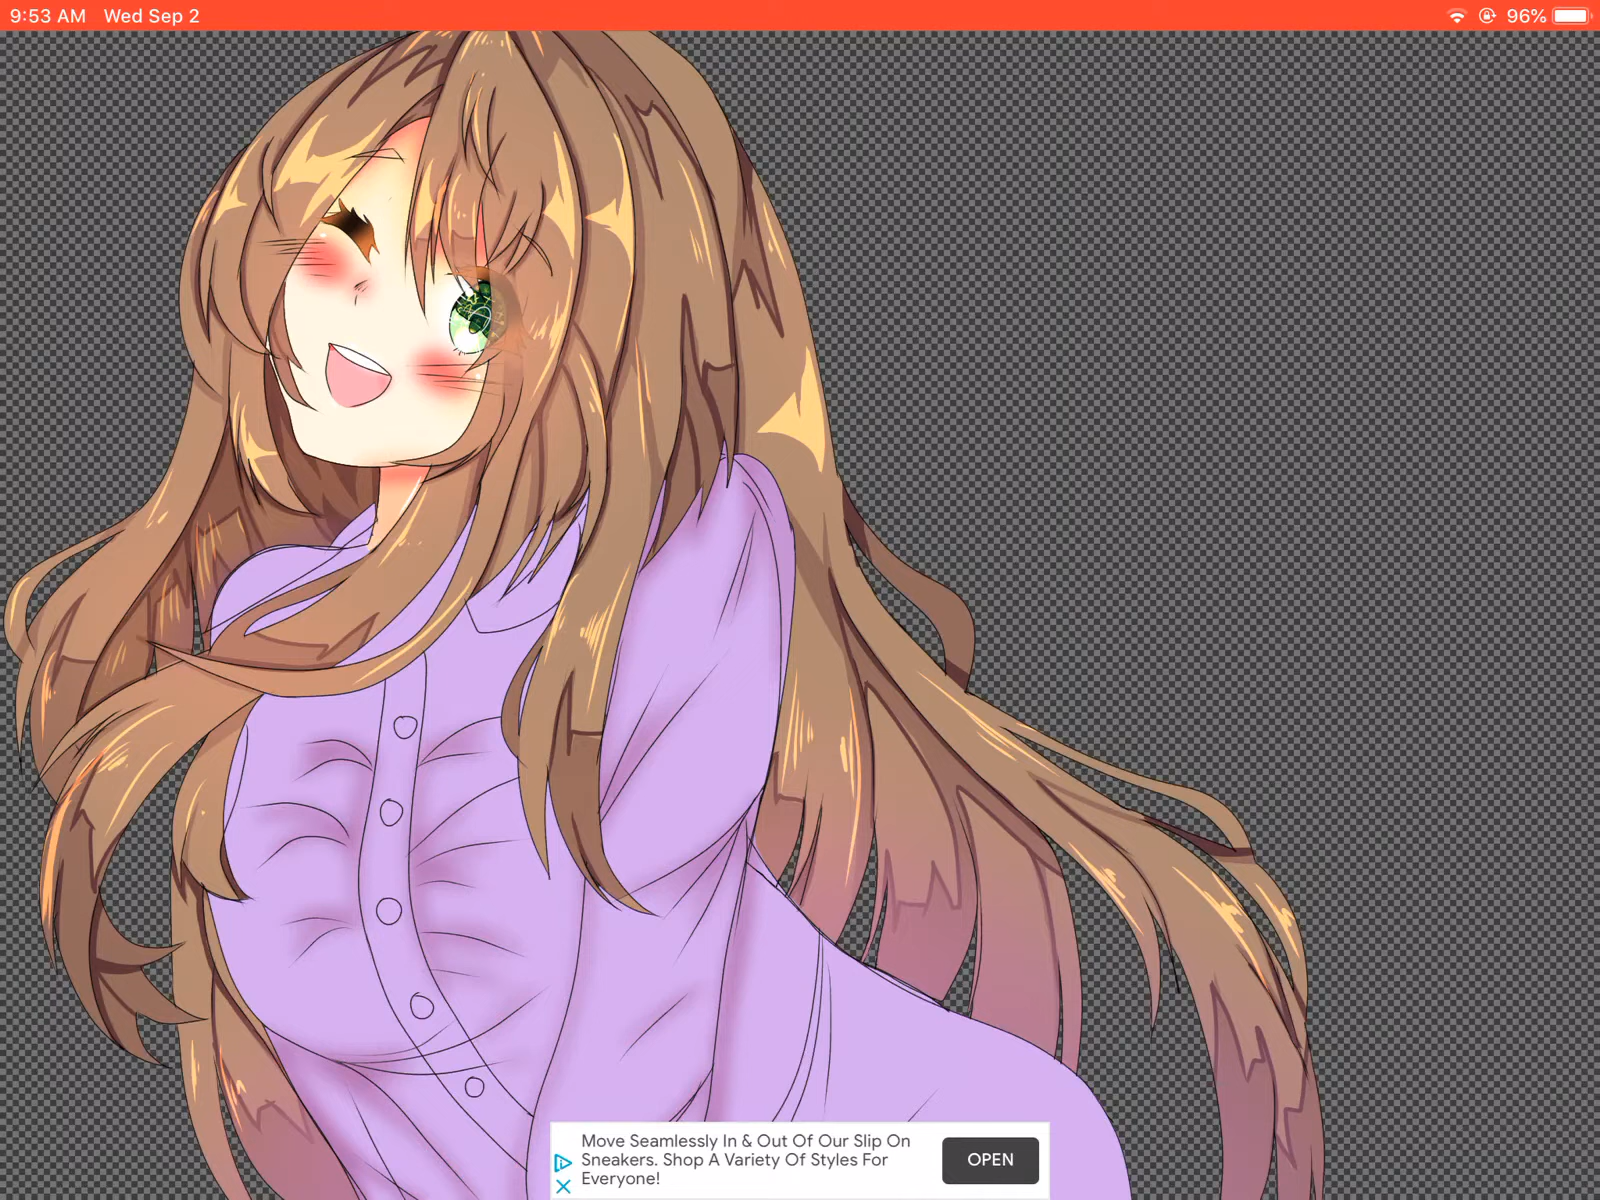 9:53 AM Wed Sep 2
96%
Move Seamlessly In & Out Of Our Slip On
Sneakers. Shop A Variety Of Styles For
Everyone!
OPEN